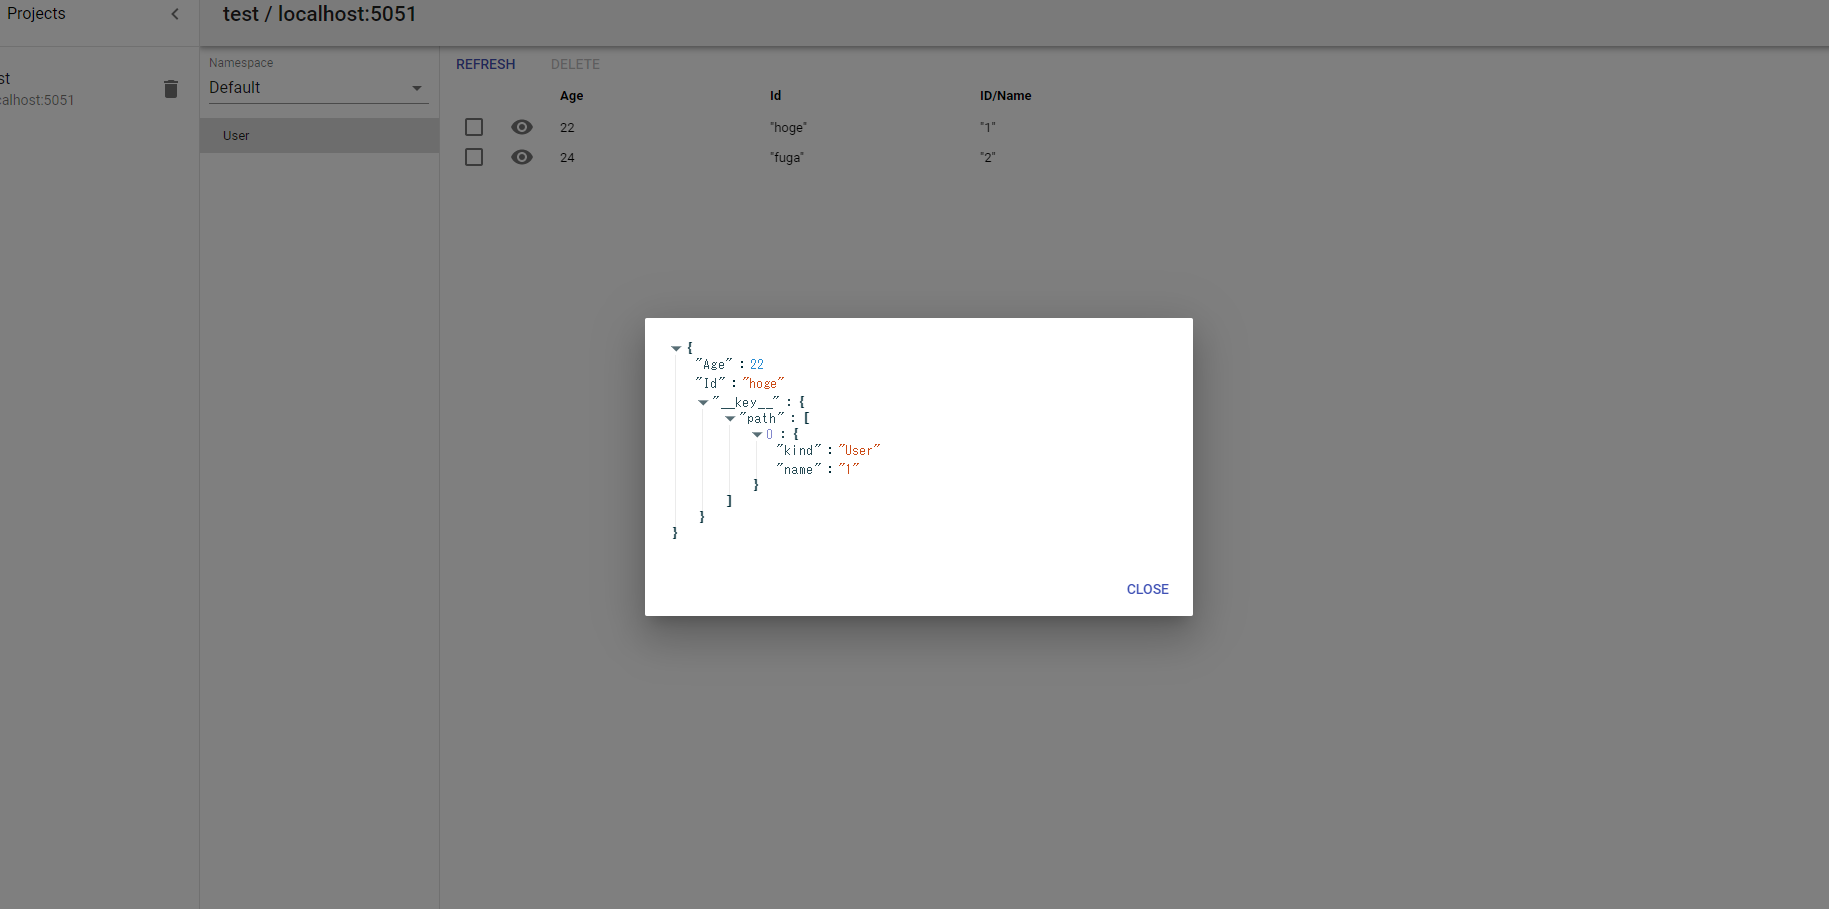 Projects
test / localhost:5051
st
calhost:5051
Namespace
Default
User
REFRESH DELETE
Age Id ID/Name
22 "hoge" "1"
24 "fuga" "2"
{
"Age" : 22
"Id" : "hoge"
"__key__" : {
"path" : [
0 : {
"kind" : "User"
"name" : "1"
}
]
}
}
CLOSE